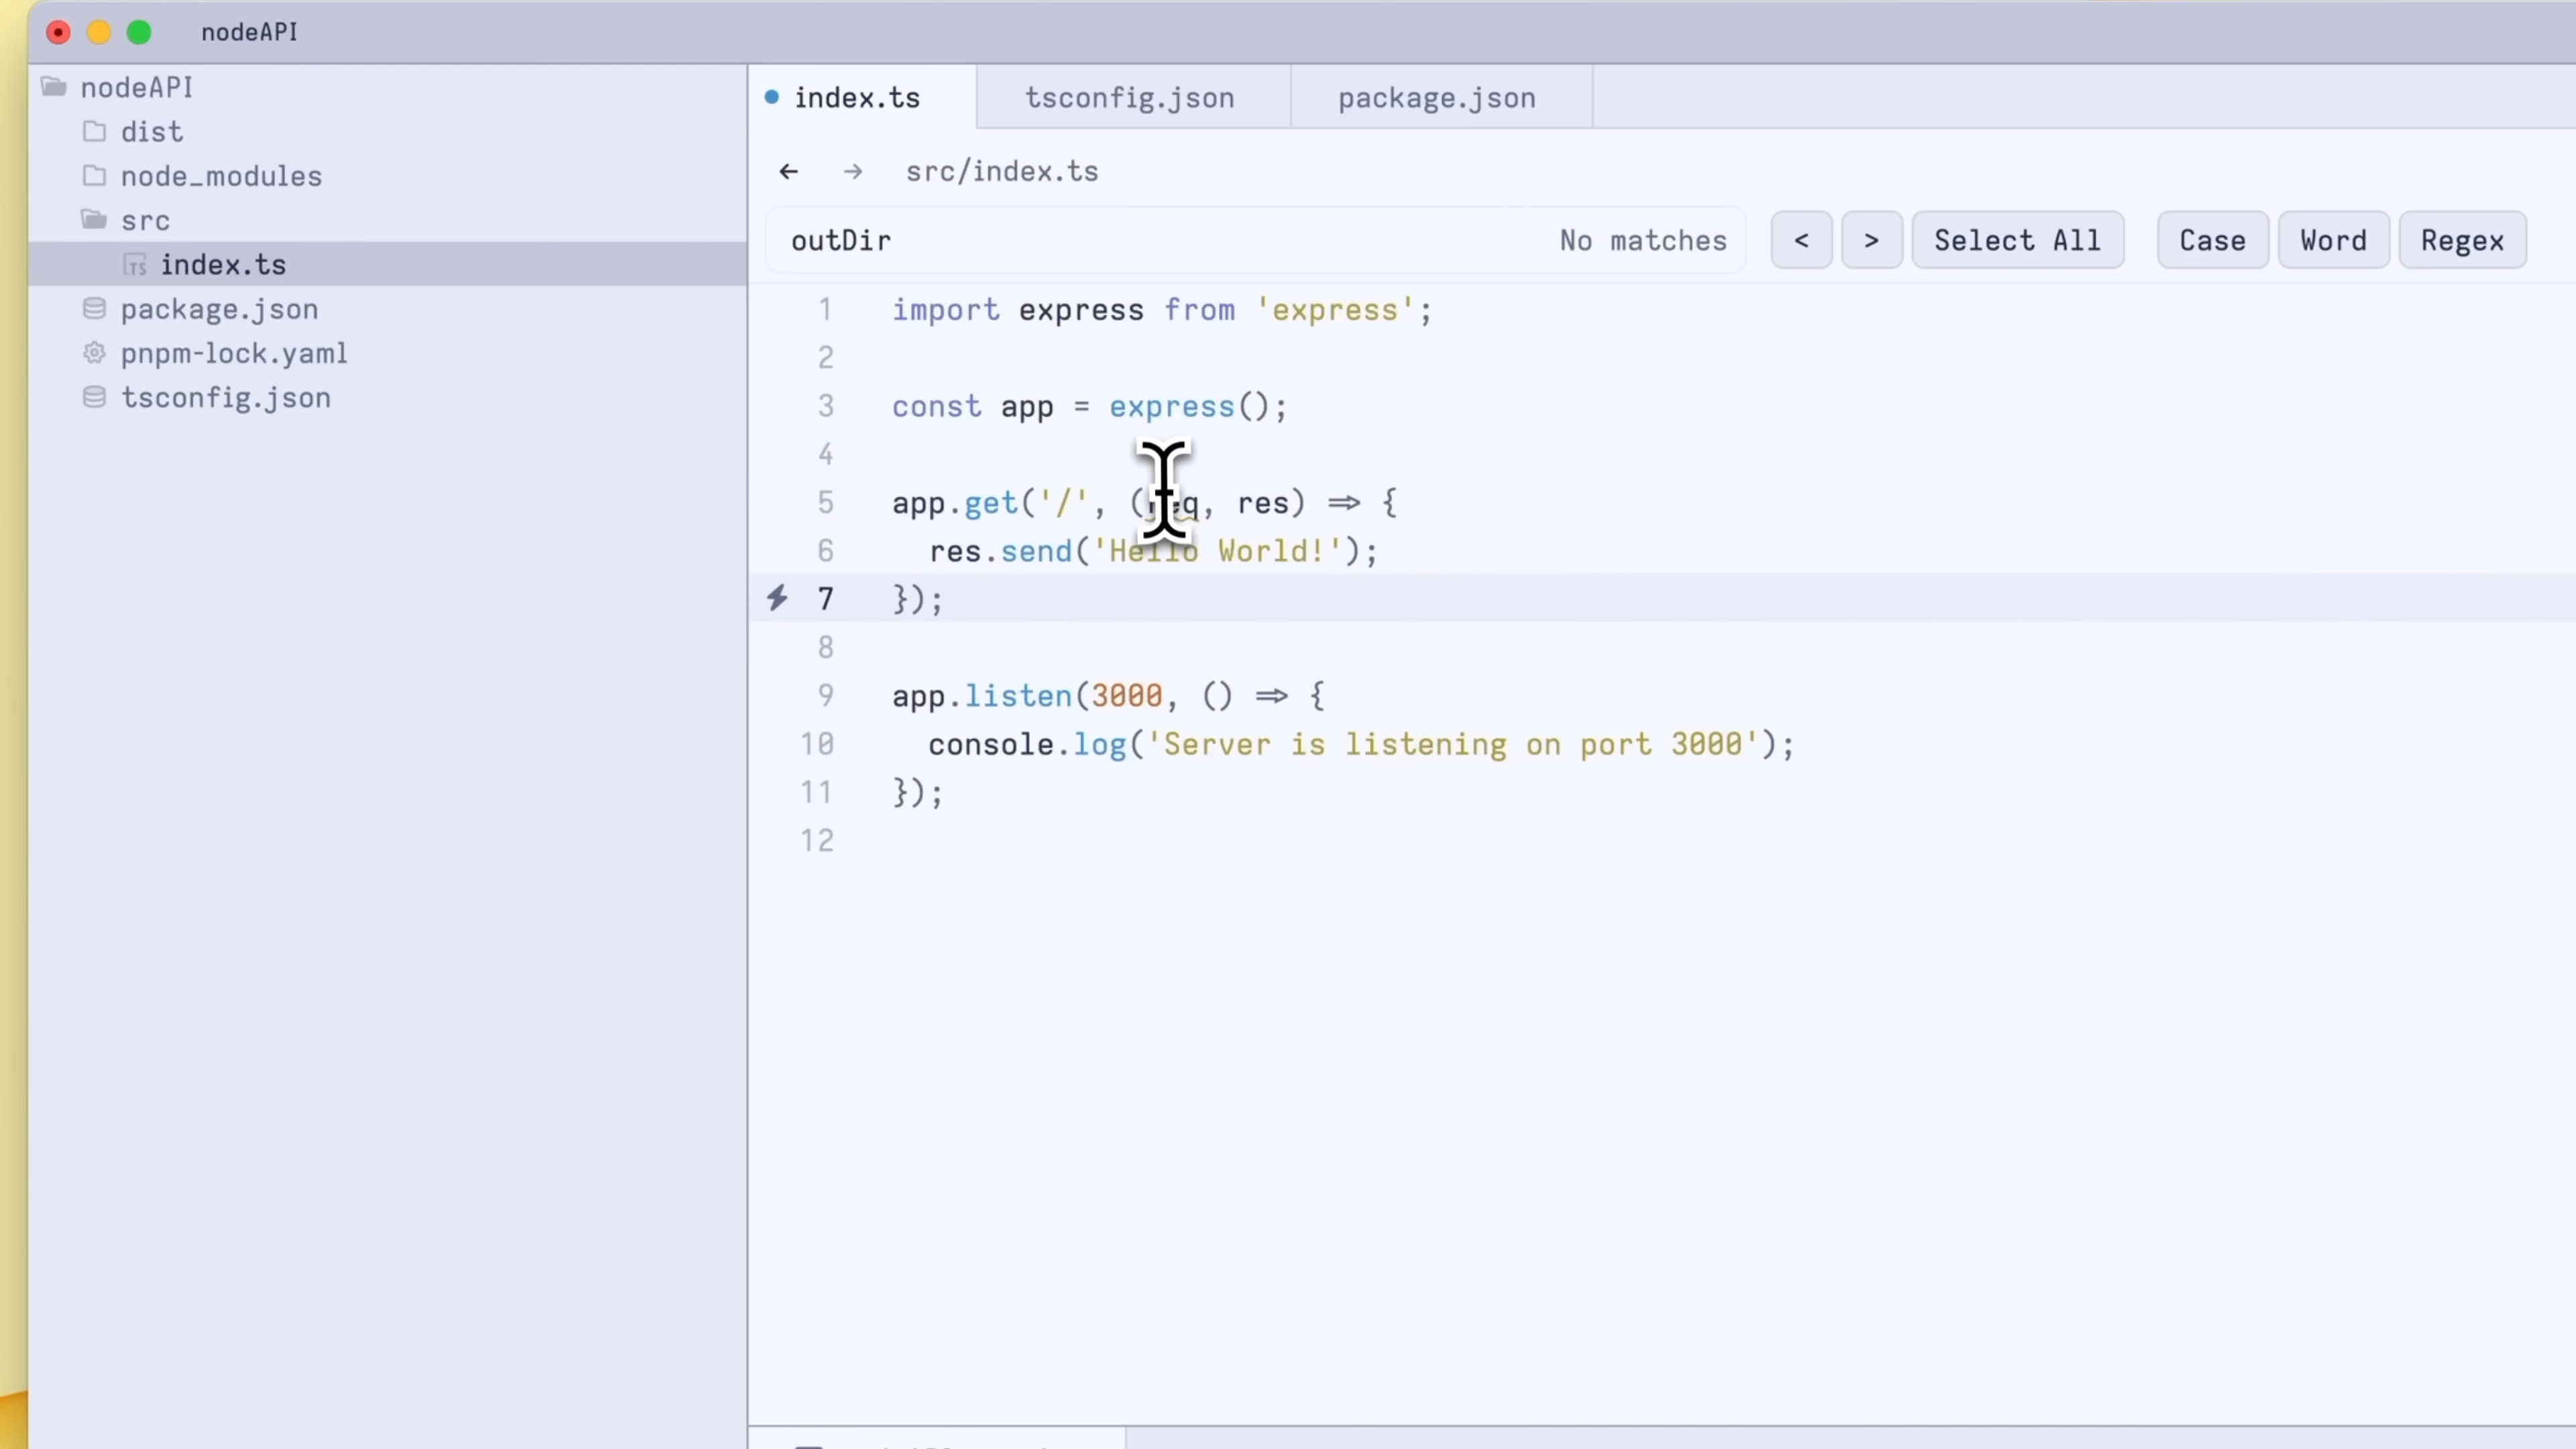 nodeAPI
nodeAPI
dist
node_modules
src
index.ts
package.json
pnpm-lock.yaml
tsconfig.json
index.ts
tsconfig.json
package.json
← → src/index.ts
outDir No matches < > Select All Case Word Regex
1 import express from 'express';
2
3 const app = express();
4
5 app.get('/', (req, res) => {
6   res.send('Hello World!');
7 });
8
9 app.listen(3000, () => {
10   console.log('Server is listening on port 3000');
11 });
12